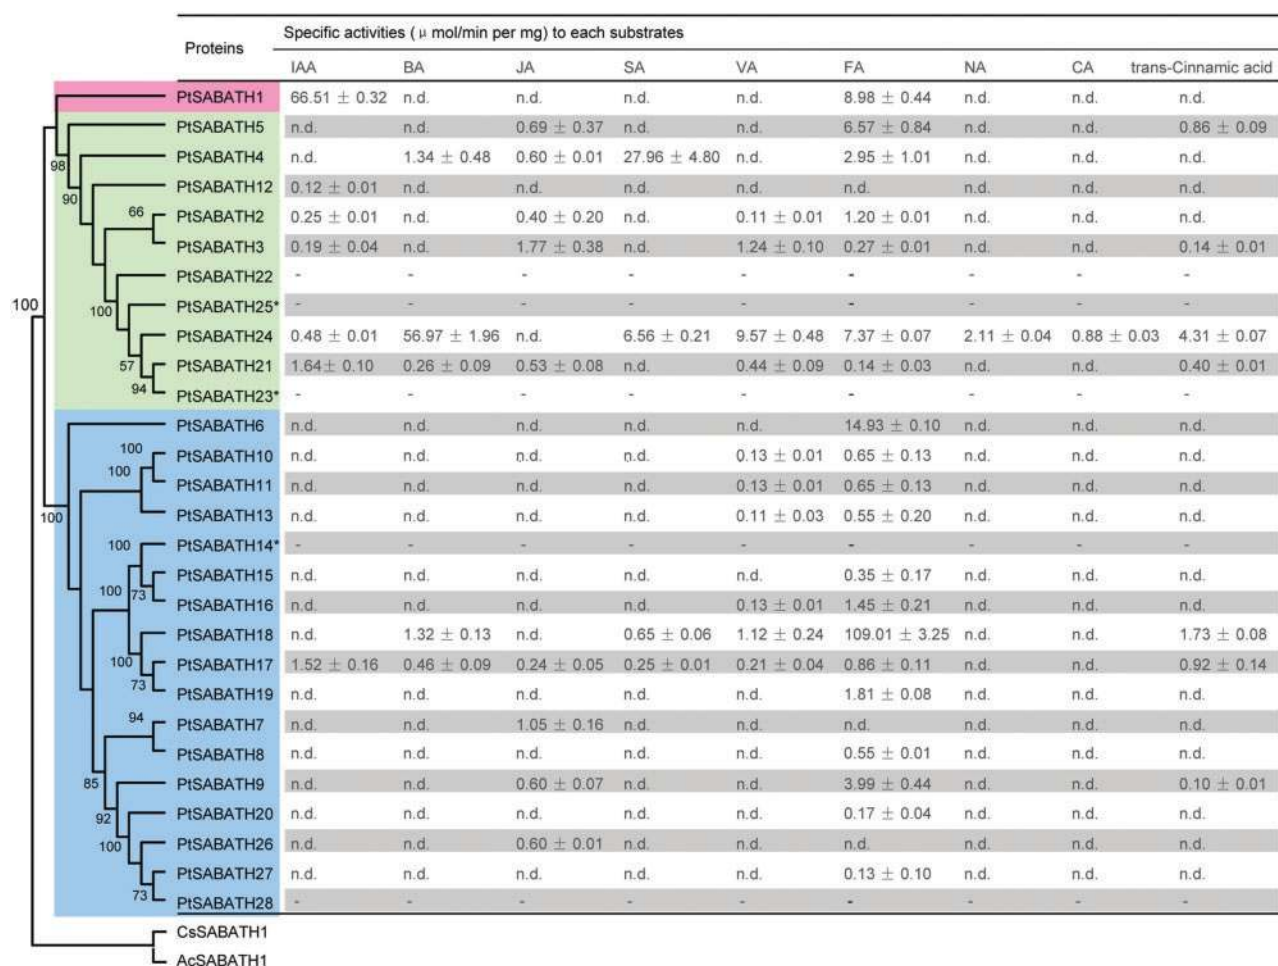 Proteins
Specific activities ( μ mol/min per mg) to each substrates
IAA BA JA SA VA FA NA CA trans-Cinnamic acid
PtSABATH1 66.51 ± 0.32 n.d. n.d. n.d. n.d. 8.98 ± 0.44 n.d. n.d. n.d.
PtSABATH5 n.d. n.d. 0.69 ± 0.37 n.d. n.d. 6.57 ± 0.84 n.d. n.d. 0.86 ± 0.09
98
PtSABATH4 n.d. 1.34 ± 0.48 0.60 ± 0.01 27.96 ± 4.80 n.d. 2.95 ± 1.01 n.d. n.d. n.d.
90
PtSABATH12 0.12 ± 0.01 n.d. n.d. n.d. n.d. n.d. n.d. n.d. n.d.
66
PtSABATH2 0.25 ± 0.01 n.d. 0.40 ± 0.20 n.d. 0.11 ± 0.01 1.20 ± 0.01 n.d. n.d. n.d.
PtSABATH3 0.19 ± 0.04 n.d. 1.77 ± 0.38 n.d. 1.24 ± 0.10 0.27 ± 0.01 n.d. n.d. 0.14 ± 0.01
PtSABATH22 - - - - - - - - -
100
100
PtSABATH25* - - - - - - - - -
PtSABATH24 0.48 ± 0.01 56.97 ± 1.96 n.d. 6.56 ± 0.21 9.57 ± 0.48 7.37 ± 0.07 2.11 ± 0.04 0.88 ± 0.03 4.31 ± 0.07
57
PtSABATH21 1.64± 0.10 0.26 ± 0.09 0.53 ± 0.08 n.d. 0.44 ± 0.09 0.14 ± 0.03 n.d. n.d. 0.40 ± 0.01
94
PtSABATH23* - - - - - - - - -
PtSABATH6 n.d. n.d. n.d. n.d. n.d. 14.93 ± 0.10 n.d. n.d. n.d.
100
PtSABATH10 n.d. n.d. n.d. n.d. 0.13 ± 0.01 0.65 ± 0.13 n.d. n.d. n.d.
100
PtSABATH11 n.d. n.d. n.d. n.d. 0.13 ± 0.01 0.65 ± 0.13 n.d. n.d. n.d.
PtSABATH13 n.d. n.d. n.d. n.d. 0.11 ± 0.03 0.55 ± 0.20 n.d. n.d. n.d.
100
100
PtSABATH14* - - - - - - - - -
PtSABATH15 n.d. n.d. n.d. n.d. n.d. 0.35 ± 0.17 n.d. n.d. n.d.
100
73
PtSABATH16 n.d. n.d. n.d. n.d. 0.13 ± 0.01 1.45 ± 0.21 n.d. n.d. n.d.
PtSABATH18 n.d. 1.32 ± 0.13 n.d. 0.65 ± 0.06 1.12 ± 0.24 109.01 ± 3.25 n.d. n.d. 1.73 ± 0.08
100
PtSABATH17 1.52 ± 0.16 0.46 ± 0.09 0.24 ± 0.05 0.25 ± 0.01 0.21 ± 0.04 0.86 ± 0.11 n.d. n.d. 0.92 ± 0.14
73
PtSABATH19 n.d. n.d. n.d. n.d. n.d. 1.81 ± 0.08 n.d. n.d. n.d.
94
PtSABATH7 n.d. n.d. 1.05 ± 0.16 n.d. n.d. n.d. n.d. n.d. n.d.
PtSABATH8 n.d. n.d. n.d. n.d. n.d. 0.55 ± 0.01 n.d. n.d. n.d.
85
PtSABATH9 n.d. n.d. 0.60 ± 0.07 n.d. n.d. 3.99 ± 0.44 n.d. n.d. 0.10 ± 0.01
PtSABATH20 n.d. n.d. n.d. n.d. n.d. 0.17 ± 0.04 n.d. n.d. n.d.
92
PtSABATH26 n.d. n.d. 0.60 ± 0.01 n.d. n.d. n.d. n.d. n.d. n.d.
100
PtSABATH27 n.d. n.d. n.d. n.d. n.d. 0.13 ± 0.10 n.d. n.d. n.d.
73
PtSABATH28 - - - - - - - - -
CsSABATH1
AcSABATH1